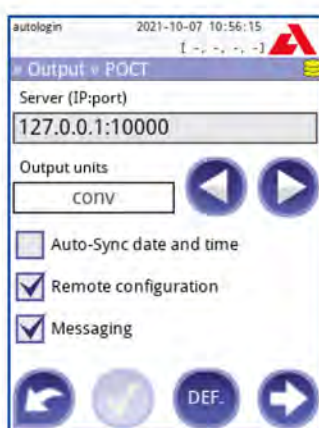 autologin 2021-10-07 10:56:15
[ -, -, -, -]
» Output » POCT
Server (IP:port)
127.0.0.1:10000
Output units
conv
Auto-Sync date and time
Remote configuration
Messaging
DEF.